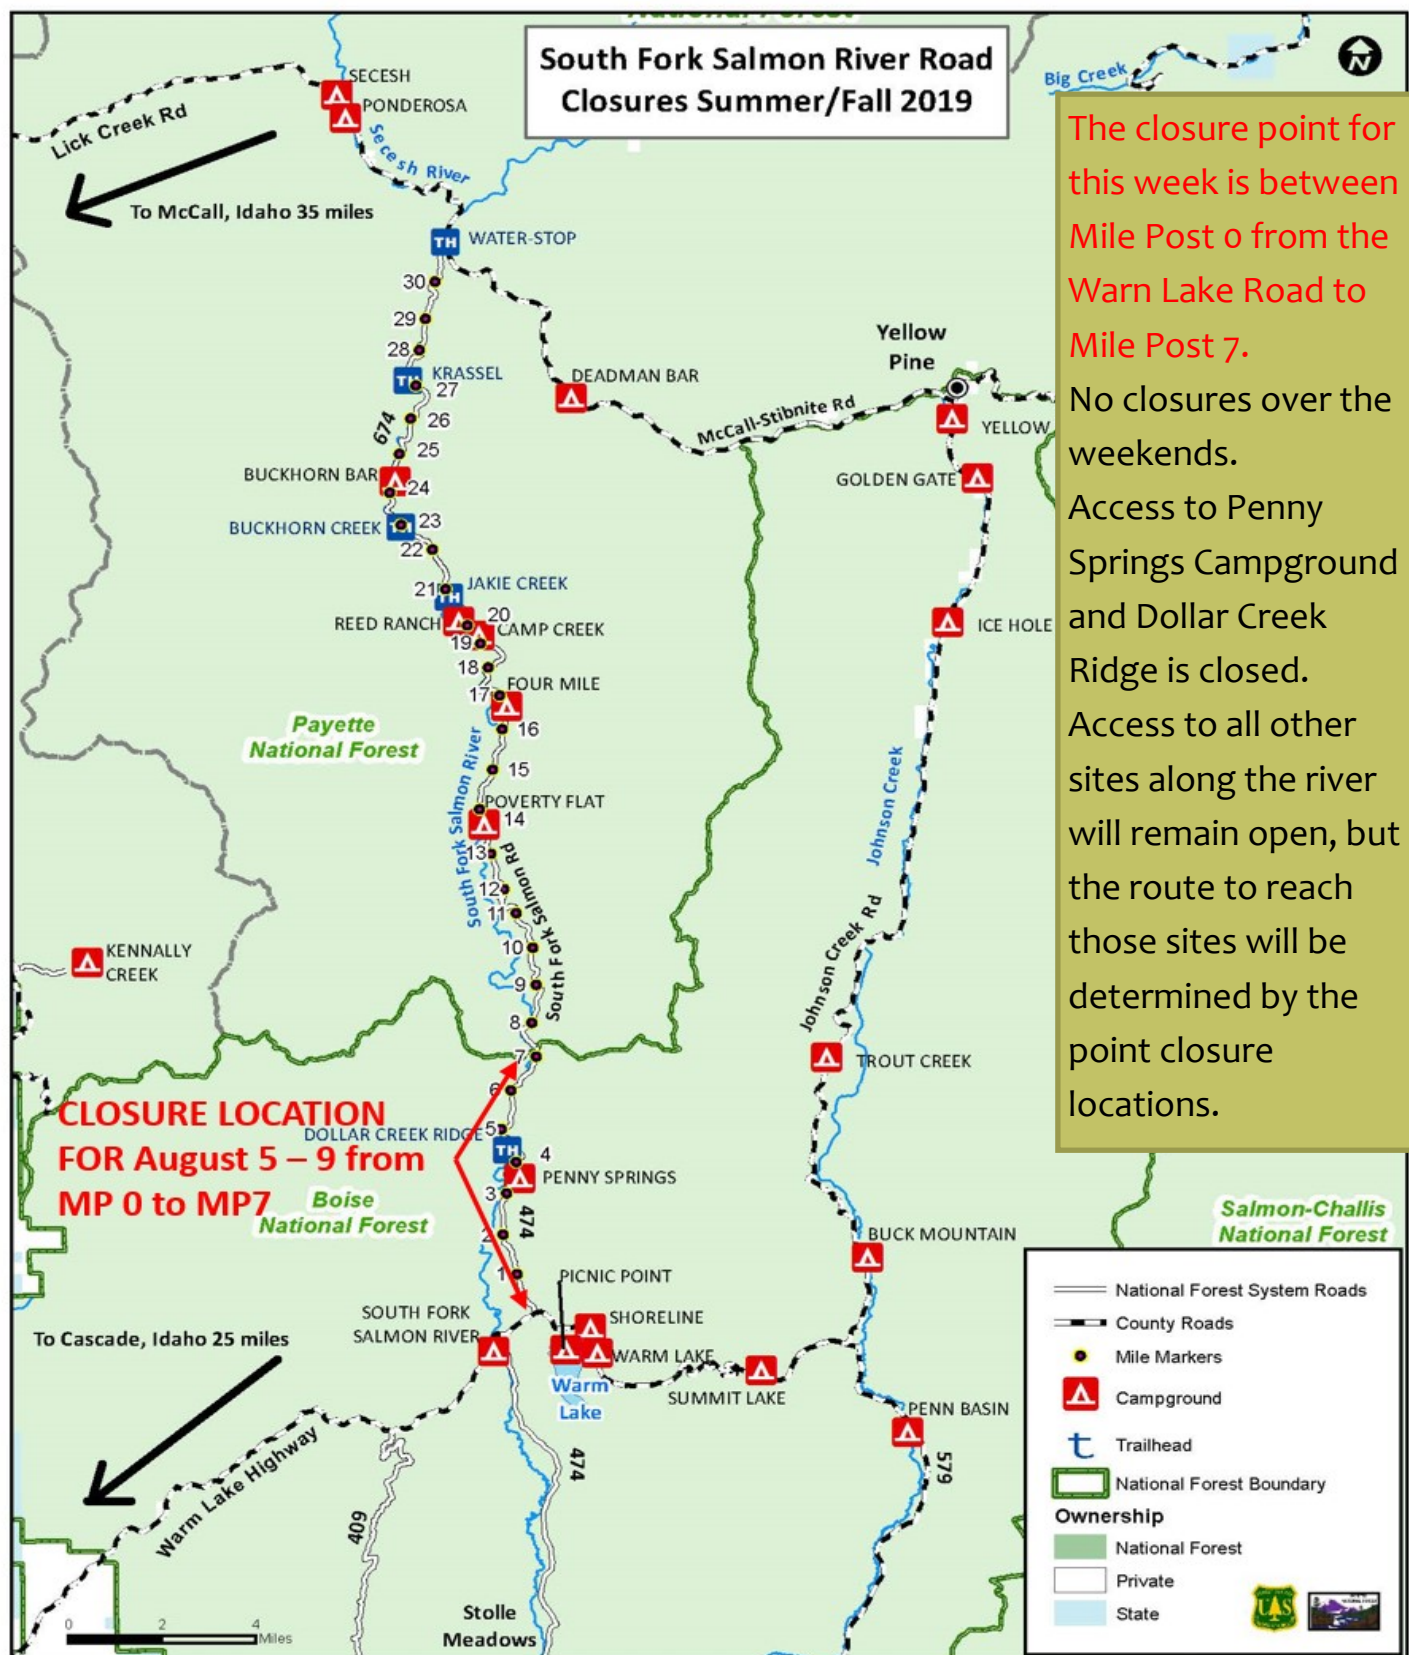 National Forest
South Fork Salmon River Road
Closures Summer/Fall 2019
N
Big Creek
SECESH
PONDEROSA
Lick Creek Rd
Secesh River
To McCall, Idaho 35 miles
The closure point for
this week is between
Mile Post 0 from the
Warn Lake Road to
Mile Post 7.
No closures over the
weekends.
Access to Penny
Springs Campground
and Dollar Creek
Ridge is closed.
Access to all other
sites along the river
will remain open, but
the route to reach
those sites will be
determined by the
point closure
locations.
TH WATER-STOP
30
29
28
TH KRASSEL
27
26
674
25
BUCKHORN BAR
24
BUCKHORN CREEK
23
22
21
TH JAKIE CREEK
REED RANCH
20
CAMP CREEK
19
18
17
FOUR MILE
16
15
POVERTY FLAT
14
13
12
11
10
9
8
7
6
5
4
3
2
1
DEADMAN BAR
Yellow
Pine
McCall-Stibnite Rd
YELLOW
GOLDEN GATE
ICE HOLE
Payette
National Forest
South Fork Salmon River
South Fork Salmon Rd
Johnson Creek
Johnson Creek Rd
KENNALLY
CREEK
TROUT CREEK
CLOSURE LOCATION
FOR August 5 – 9 from
MP 0 to MP7
DOLLAR CREEK RIDGE
TH
PENNY SPRINGS
474
Boise
National Forest
Salmon-Challis
National Forest
BUCK MOUNTAIN
PICNIC POINT
SOUTH FORK
SALMON RIVER
SHORELINE
WARM LAKE
Warm
Lake
SUMMIT LAKE
PENN BASIN
To Cascade, Idaho 25 miles
Warm Lake Highway
409
474
579
Stolle
Meadows
0 2 4
Miles
National Forest System Roads
County Roads
Mile Markers
Campground
t Trailhead
National Forest Boundary
Ownership
National Forest
Private
State
UAS